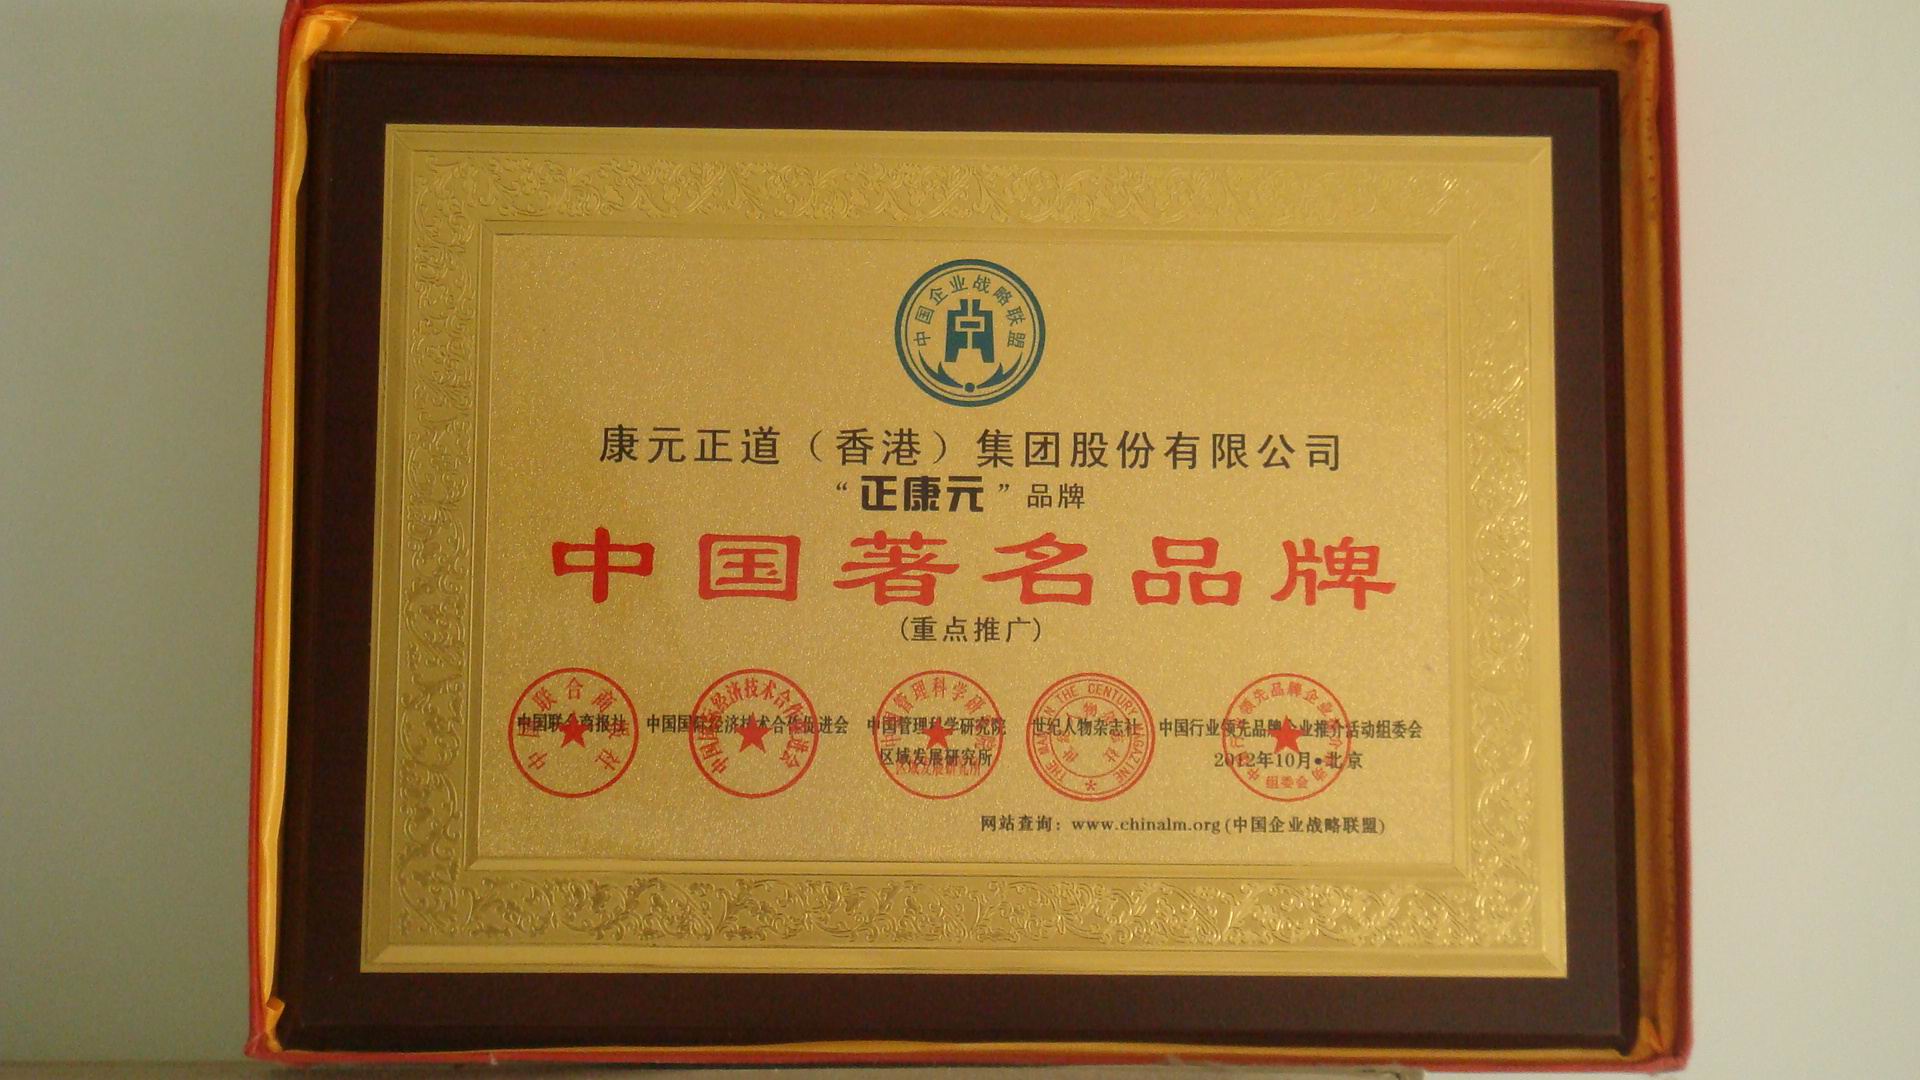 中国企业战略联盟
康元正道（香港）集团股份有限公司
“正康元”品牌
中国著名品牌
(重点推广)
中国联合商报社 中国国际经济技术合作促进会 中国管理科学研究院 世纪人物杂志社 中国行业领先品牌企业推介活动组委会
区域发展研究所 2012年10月•北京
网站查询：www.chinalm.org(中国企业战略联盟)